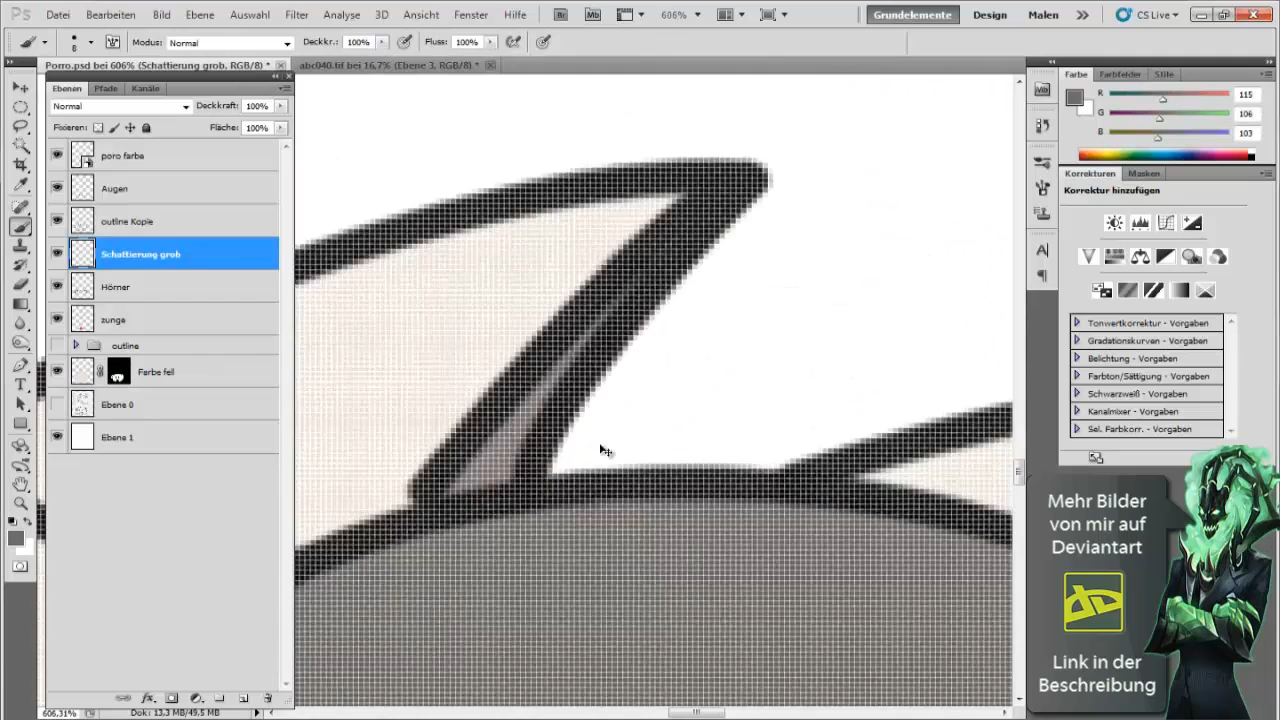 Ps Datei Bearbeiten Bild Ebene Auswahl Filter Analyse 3D Ansicht Fenster Hilfe Br Mb 606% Grundelemente Design Malen CS Live
8 Modus: Normal Deckkr.: 100% Fluss: 100%
Porro.psd bei 606% (Schattierung grob, RGB/8) * abc040.tif bei 16,7% (Ebene 3, RGB/8) *
Ebenen Pfade Kanäle
Normal Deckkraft: 100%
Fixieren: Fläche: 100%
poro farbe
Augen
outline Kopie
Schattierung grob
Hörner
zunge
outline
Farbe fell
Ebene 0
Ebene 1
606,31% Dok: 13,3 MB/49,5 MB
Farbe Farbfelder Stile
R 115
G 106
B 103
Korrekturen Masken
Korrektur hinzufügen
Tonwertkorrektur - Vorgaben
Gradationskurven - Vorgaben
Belichtung - Vorgaben
Farbton/Sättigung - Vorgaben
Schwarzweiß - Vorgaben
Kanalmixer - Vorgaben
Sel. Farbkorr. - Vorgaben
Mehr Bilder
von mir auf
Deviantart
Link in der
Beschreibung